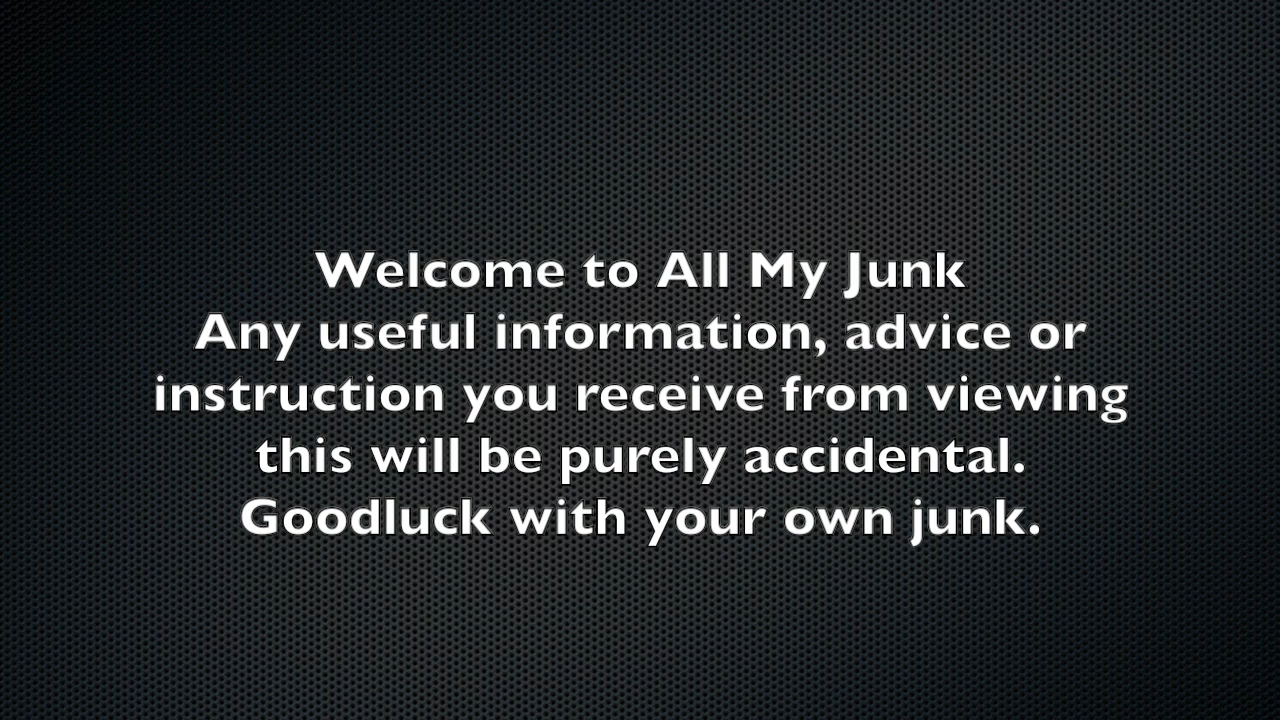 Welcome to All My Junk
Any useful information, advice or
instruction you receive from viewing
this will be purely accidental.
Goodluck with your own junk.